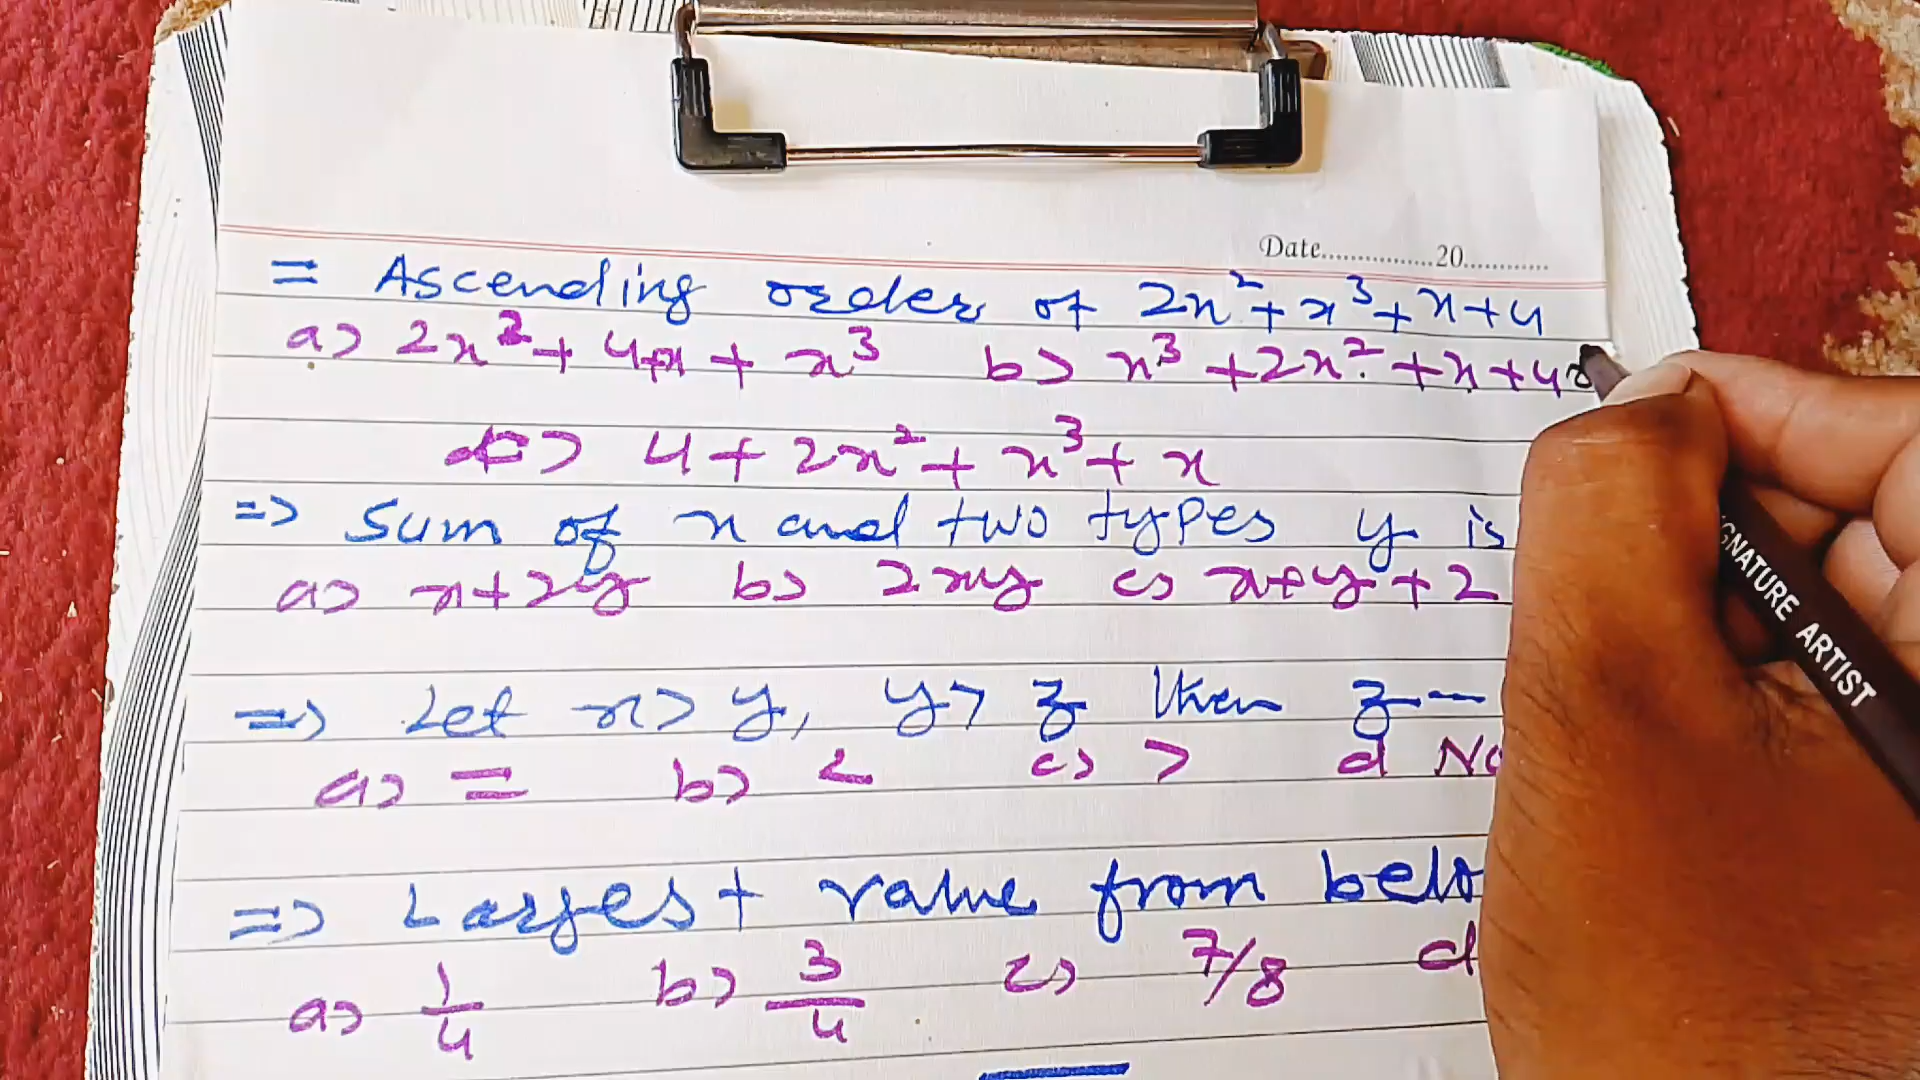 Date................20...........
= Ascending order of 2x² + x³ + x + 4
a) 2x² + 4+x + x³ b) x³ + 2x² + x + 4
c) 4 + 2x² + x³ + x
=> Sum of x and two types y is
a) x+2y b) 2xy c) x+y+2
=> Let x > y, y > z then z --
a) = b) < c) > d No
=> Largest value from belo
a) 1/4 b) 3/4 c) 7/8 d
GNATURE ARTIST